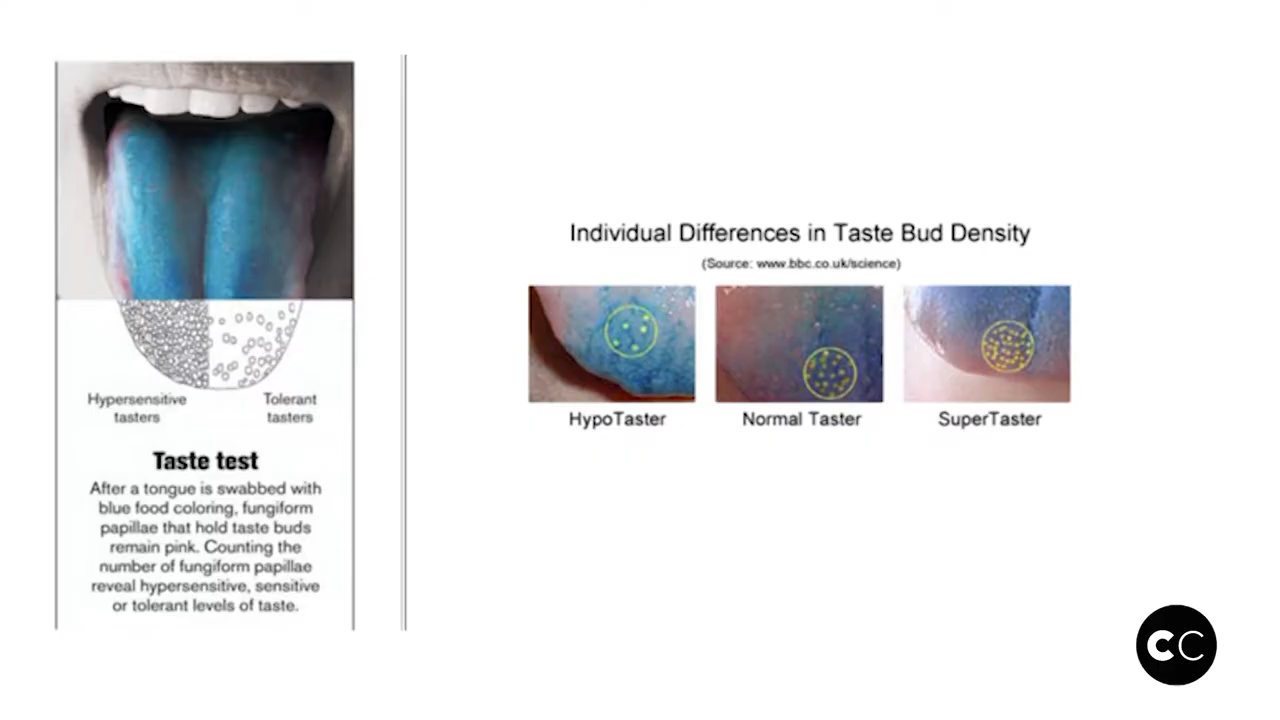 Hypersensitive
tasters
Tolerant
tasters
Taste test
After a tongue is swabbed with
blue food coloring, fungiform
papillae that hold taste buds
remain pink. Counting the
number of fungiform papillae
reveal hypersensitive, sensitive
or tolerant levels of taste.
Individual Differences in Taste Bud Density
(Source: www.bbc.co.uk/science)
HypoTaster
Normal Taster
SuperTaster
CC